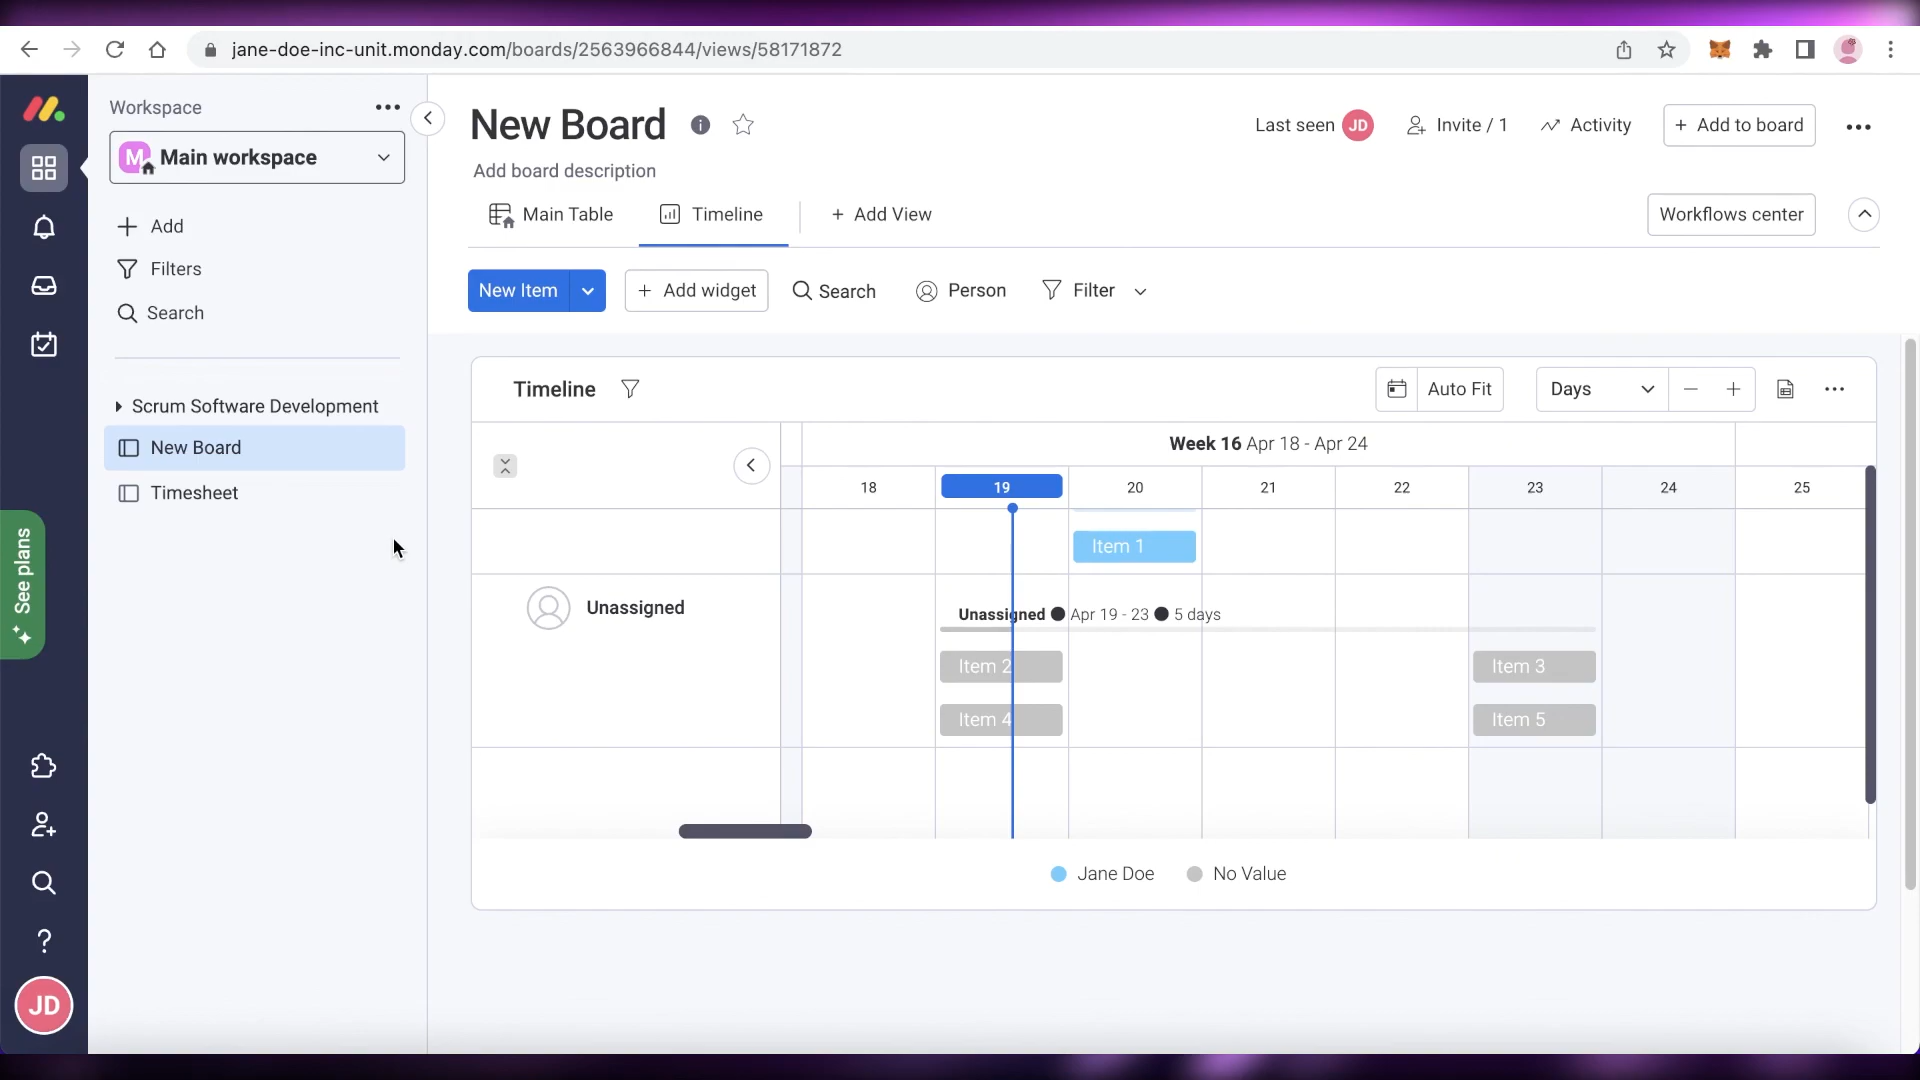 jane-doe-inc-unit.monday.com/boards/2563966844/views/58171872
Workspace
M Main workspace
Add
Filters
Search
Scrum Software Development
New Board
Timesheet
See plans
JD
New Board
Last seen JD
Invite / 1
Activity
+ Add to board
Add board description
Main Table
Timeline
+ Add View
Workflows center
New Item
+ Add widget
Search
Person
Filter
Timeline
Auto Fit
Days
Week 16 Apr 18 - Apr 24
18 19 20 21 22 23 24 25
Item 1
Unassigned
Unassigned ● Apr 19 - 23 ● 5 days
Item 2 Item 3
Item 4 Item 5
Jane Doe No Value